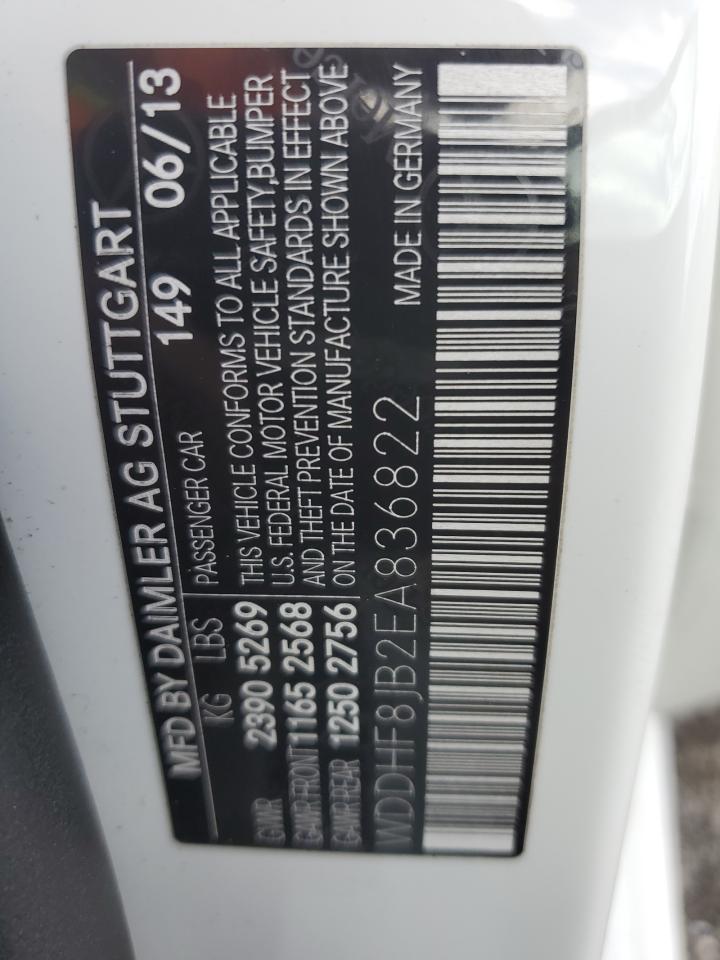 MFD BY DAIMLER AG STUTTGART
149 06/13
KG LBS
GVWR 2390 5269
GAWR FRONT 1165 2568
GAWR REAR 1250 2756
PASSENGER CAR
THIS VEHICLE CONFORMS TO ALL APPLICABLE
U.S. FEDERAL MOTOR VEHICLE SAFETY,BUMPER
AND THEFT PREVENTION STANDARDS IN EFFECT
ON THE DATE OF MANUFACTURE SHOWN ABOVE
MADE IN GERMANY
WDDHF8JB2EA836822